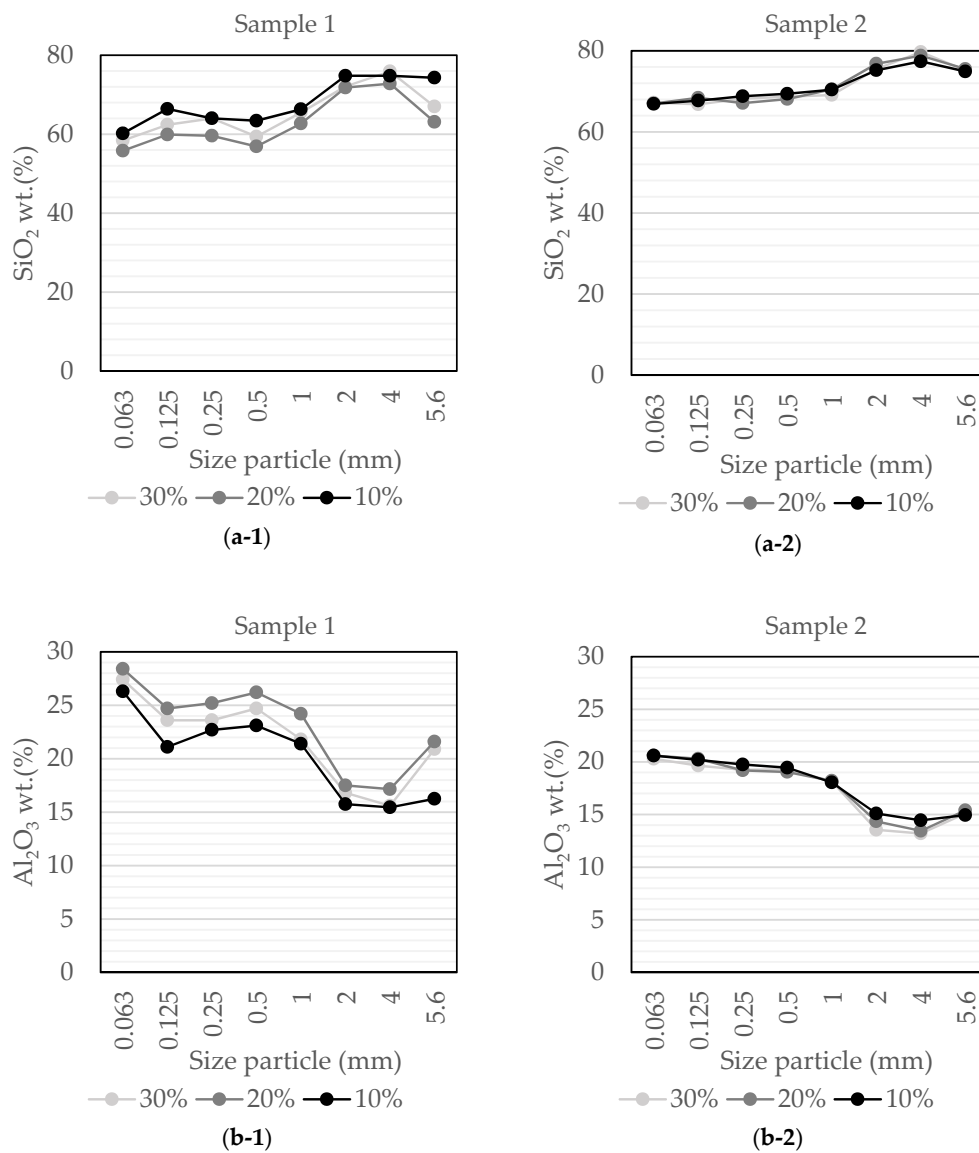 Sample 1
SiO2 wt.(%)
80
60
40
20
0
0.063 0.125 0.25 0.5 1 2 4 5.6
Size particle (mm)
30% 20% 10%
(a-1)
Sample 2
SiO2 wt.(%)
80
60
40
20
0
0.063 0.125 0.25 0.5 1 2 4 5.6
Size particle (mm)
30% 20% 10%
(a-2)
Sample 1
Al2O3 wt.(%)
30
25
20
15
10
5
0
0.063 0.125 0.25 0.5 1 2 4 5.6
Size particle (mm)
30% 20% 10%
(b-1)
Sample 2
Al2O3 wt.(%)
30
25
20
15
10
5
0
0.063 0.125 0.25 0.5 1 2 4 5.6
Size particle (mm)
30% 20% 10%
(b-2)